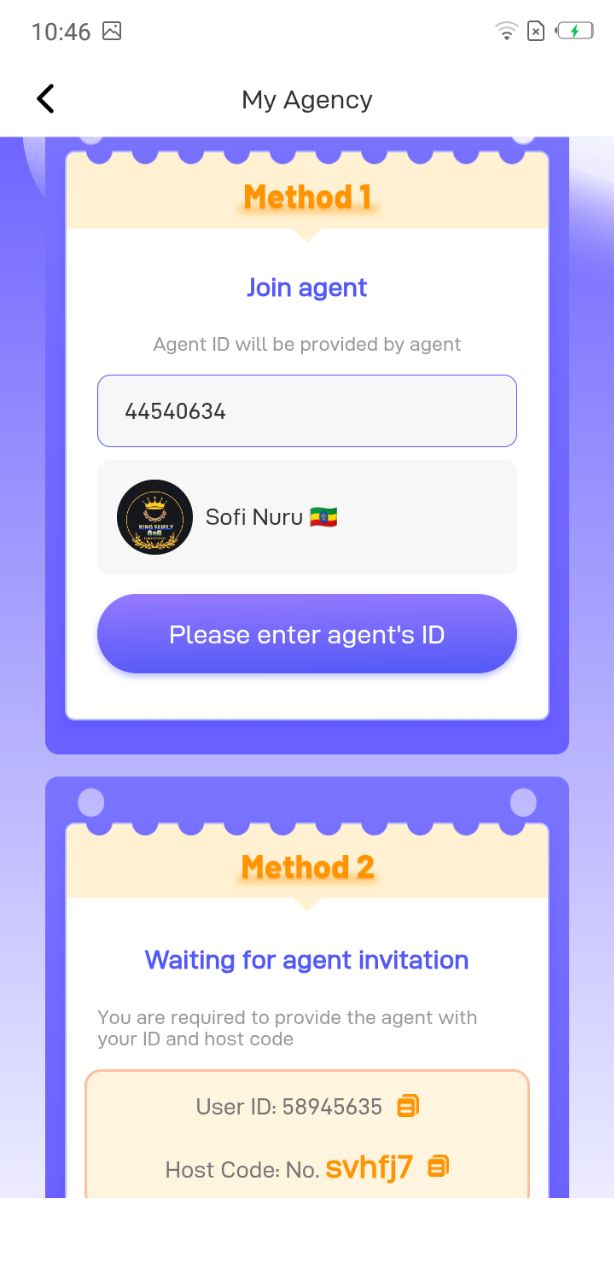 10:46
My Agency
Method 1
Join agent
Agent ID will be provided by agent
44540634
KING FAMILY
Sofi Nuru 🇪🇹
Please enter agent's ID
Method 2
Waiting for agent invitation
You are required to provide the agent with
your ID and host code
User ID: 58945635
Host Code: No. svhfj7